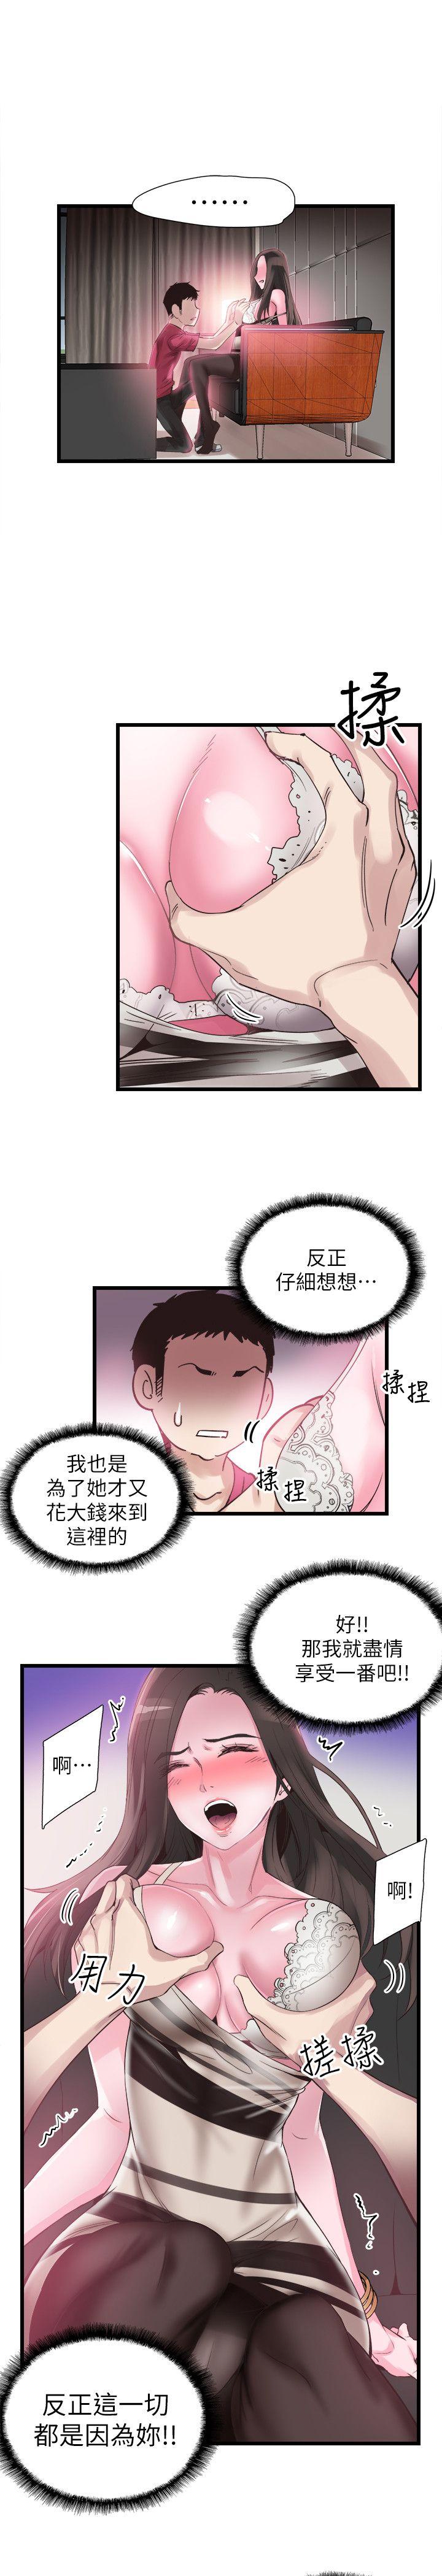 ......
揉
反正
仔細想想…
揉捏
揉捏
我也是
為了她才又
花大錢來到
這裡的
好!!
那我就盡情
享受一番吧!!
啊…
啊!
用力
搓揉
反正這一切
都是因為妳!!